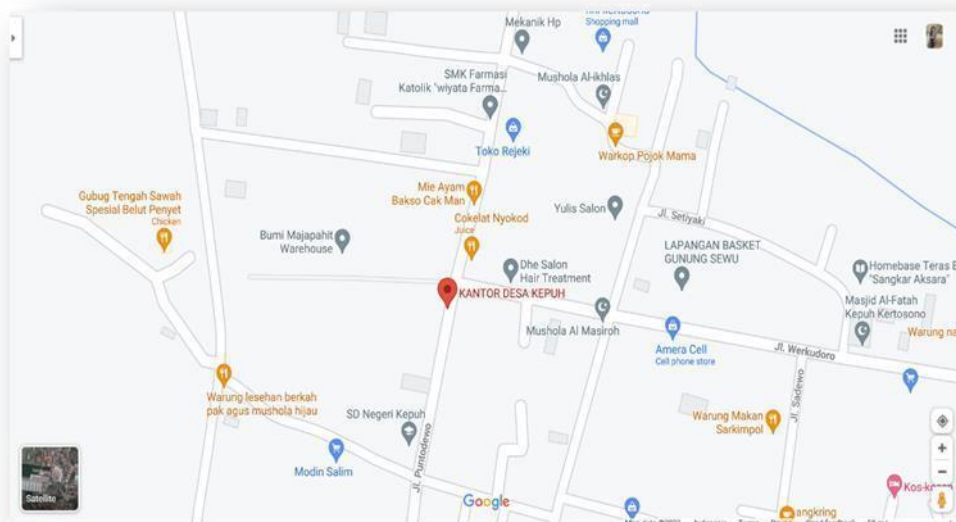 Shopping mall
Mekanik Hp
SMK Farmasi
Katolik "wiyata Farma...
Mushola Al-ikhlas
Toko Rejeki
Warkop Pojok Mama
Mie Ayam
Bakso Cak Man
Gubug Tengah Sawah
Spesial Belut Penyet
Chicken
Cokelat Nyokod
Juice
Yulis Salon
Jl. Setiyaki
Bumi Majapahit
Warehouse
LAPANGAN BASKET
GUNUNG SEWU
Dhe Salon
Hair Treatment
Homebase Teras B
"Sangkar Aksara"
KANTOR DESA KEPUH
Mushola Al Masiroh
Masjid Al-Fatah
Kepuh Kertosono
Warung na
Amera Cell
Cell phone store
Jl. Werkudoro
Warung lesehan berkah
pak agus mushola hijau
Jl. Sadewo
SD Negeri Kepuh
Warung Makan
Sarkimpol
Jl. Puntodewo
Modin Salim
Satellite
Google
angkring